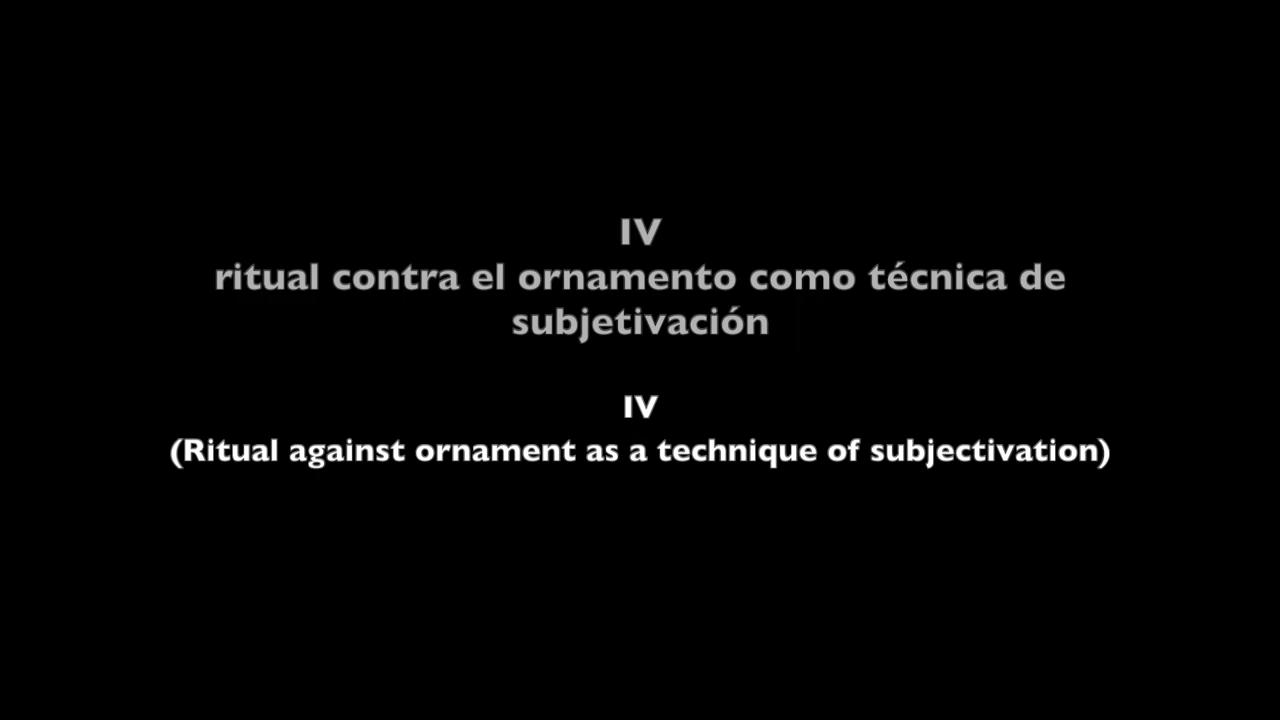 IV
ritual contra el ornamento como técnica de
subjetivación
IV
(Ritual against ornament as a technique of subjectivation)